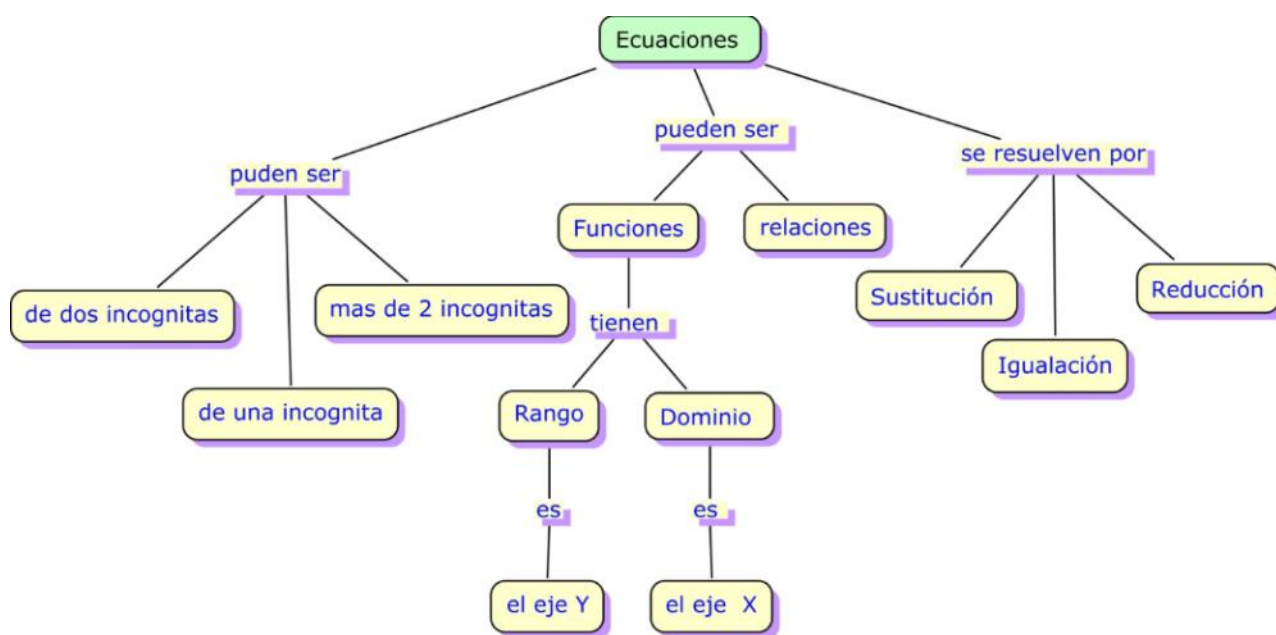 Ecuaciones
puden ser
pueden ser
se resuelven por
de dos incognitas
de una incognita
mas de 2 incognitas
Funciones
relaciones
tienen
Rango
Dominio
es
es
el eje Y
el eje X
Sustitución
Igualación
Reducción